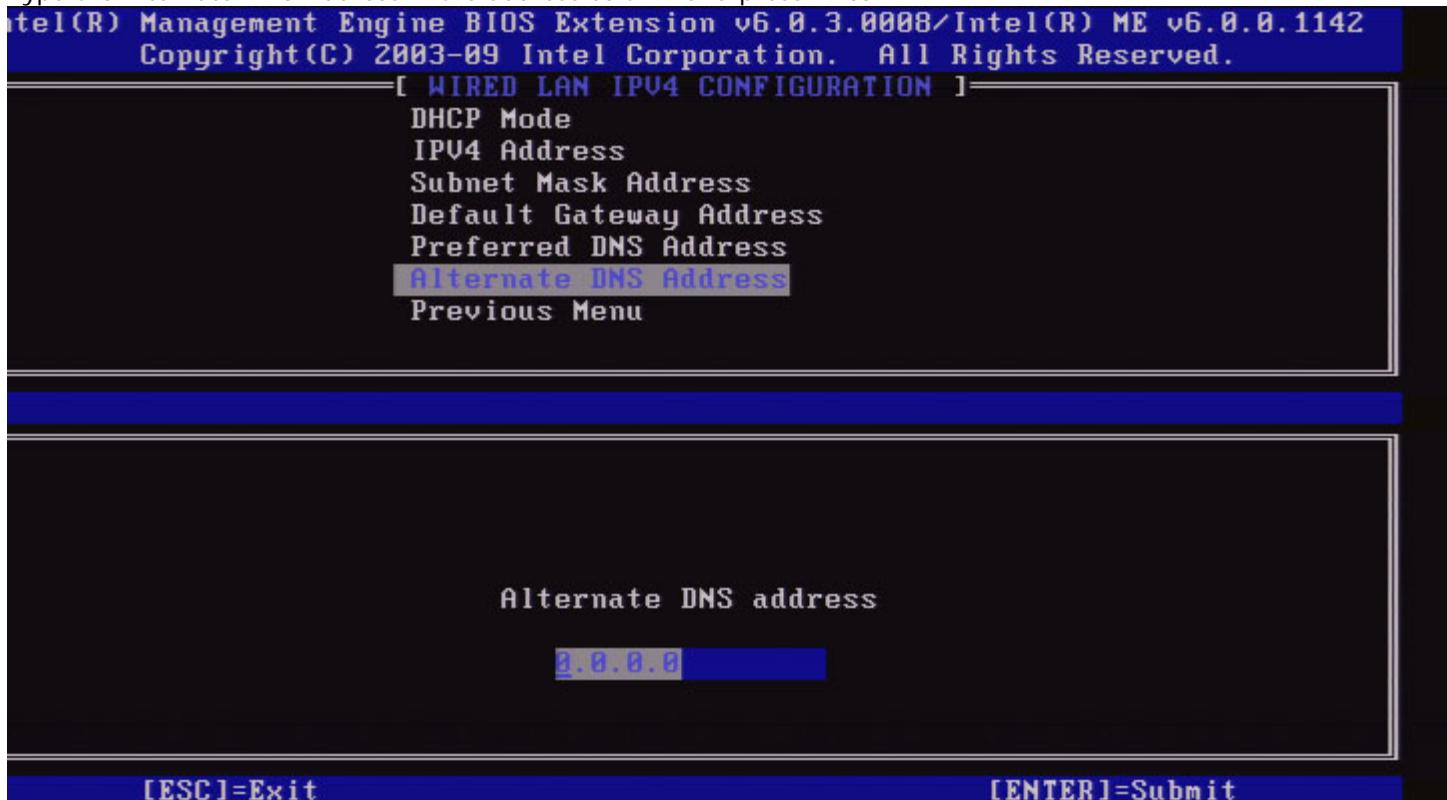 ntel(R) Management Engine BIOS Extension v6.0.3.0008/Intel(R) ME v6.0.0.1142
Copyright(C) 2003-09 Intel Corporation. All Rights Reserved.
[ WIRED LAN IPV4 CONFIGURATION ]
DHCP Mode
IPV4 Address
Subnet Mask Address
Default Gateway Address
Preferred DNS Address
Alternate DNS Address
Previous Menu
Alternate DNS address
0.0.0.0
[ESC]=Exit [ENTER]=Submit